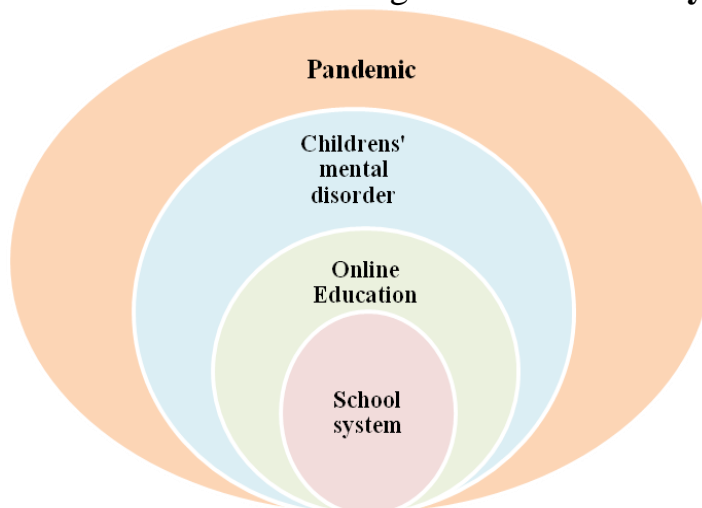 Pandemic
Childrens'
mental
disorder
Online
Education
School
system